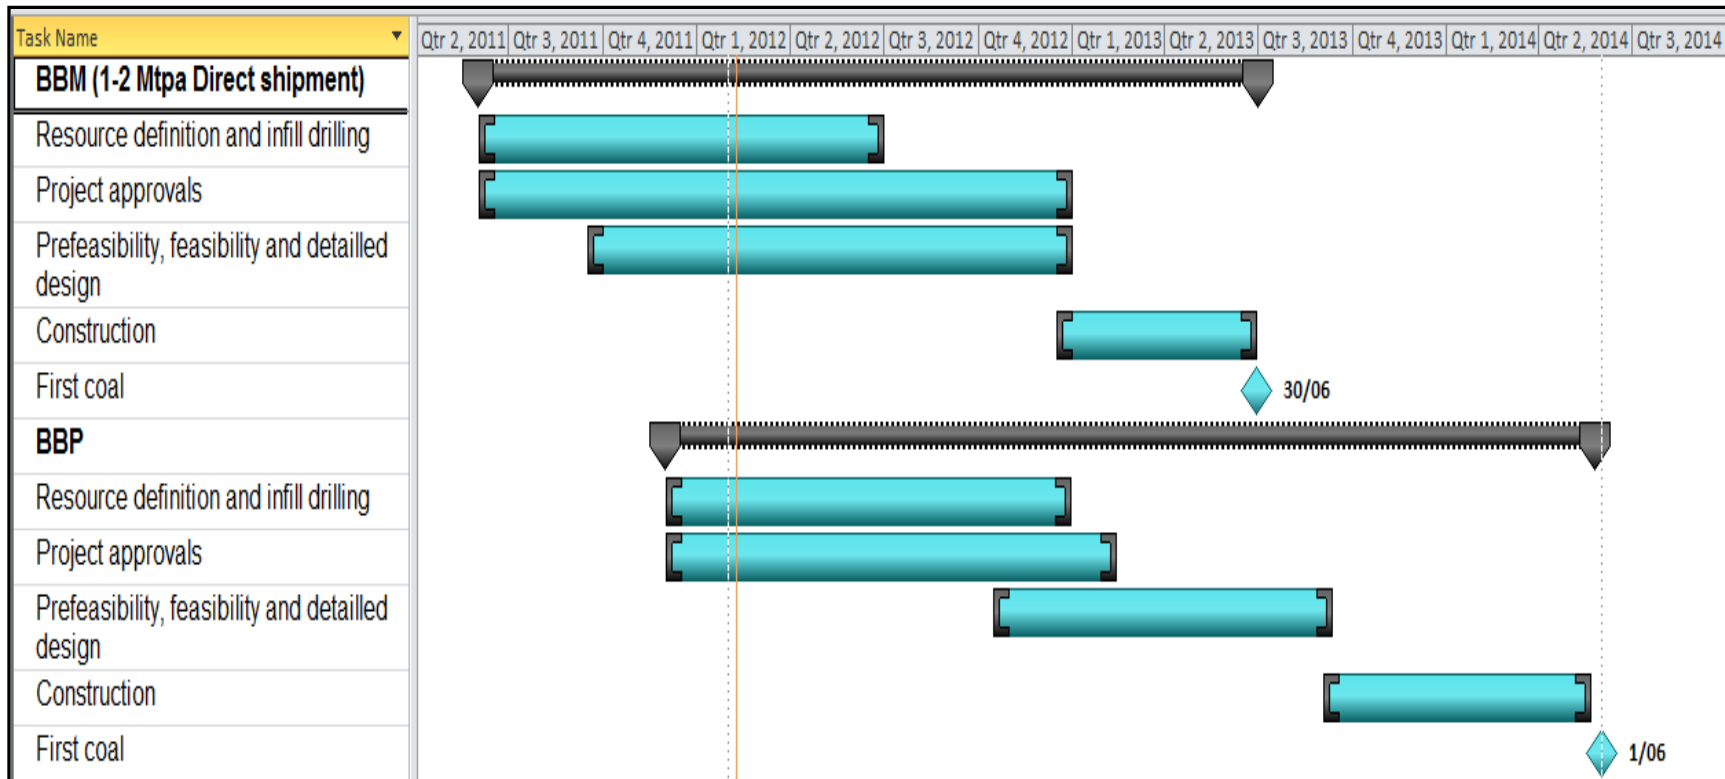 Task Name
Qtr 2, 2011 Qtr 3, 2011 Qtr 4, 2011 Qtr 1, 2012 Qtr 2, 2012 Qtr 3, 2012 Qtr 4, 2012 Qtr 1, 2013 Qtr 2, 2013 Qtr 3, 2013 Qtr 4, 2013 Qtr 1, 2014 Qtr 2, 2014 Qtr 3, 2014
BBM (1-2 Mtpa Direct shipment)
Resource definition and infill drilling
Project approvals
Prefeasibility, feasibility and detailled
design
Construction
First coal
30/06
BBP
Resource definition and infill drilling
Project approvals
Prefeasibility, feasibility and detailled
design
Construction
First coal
1/06